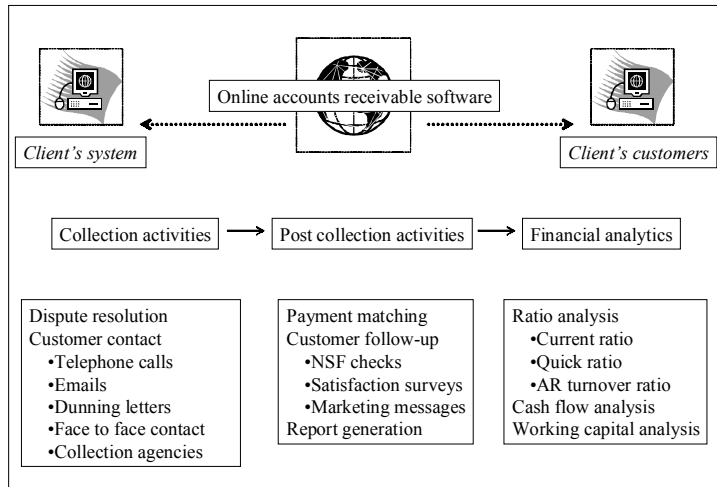 Online accounts receivable software
Client's system
Client's customers
Collection activities
Post collection activities
Financial analytics
Dispute resolution
Customer contact
•Telephone calls
•Emails
•Dunning letters
•Face to face contact
•Collection agencies
Payment matching
Customer follow-up
•NSF checks
•Satisfaction surveys
•Marketing messages
Report generation
Ratio analysis
•Current ratio
•Quick ratio
•AR turnover ratio
Cash flow analysis
Working capital analysis